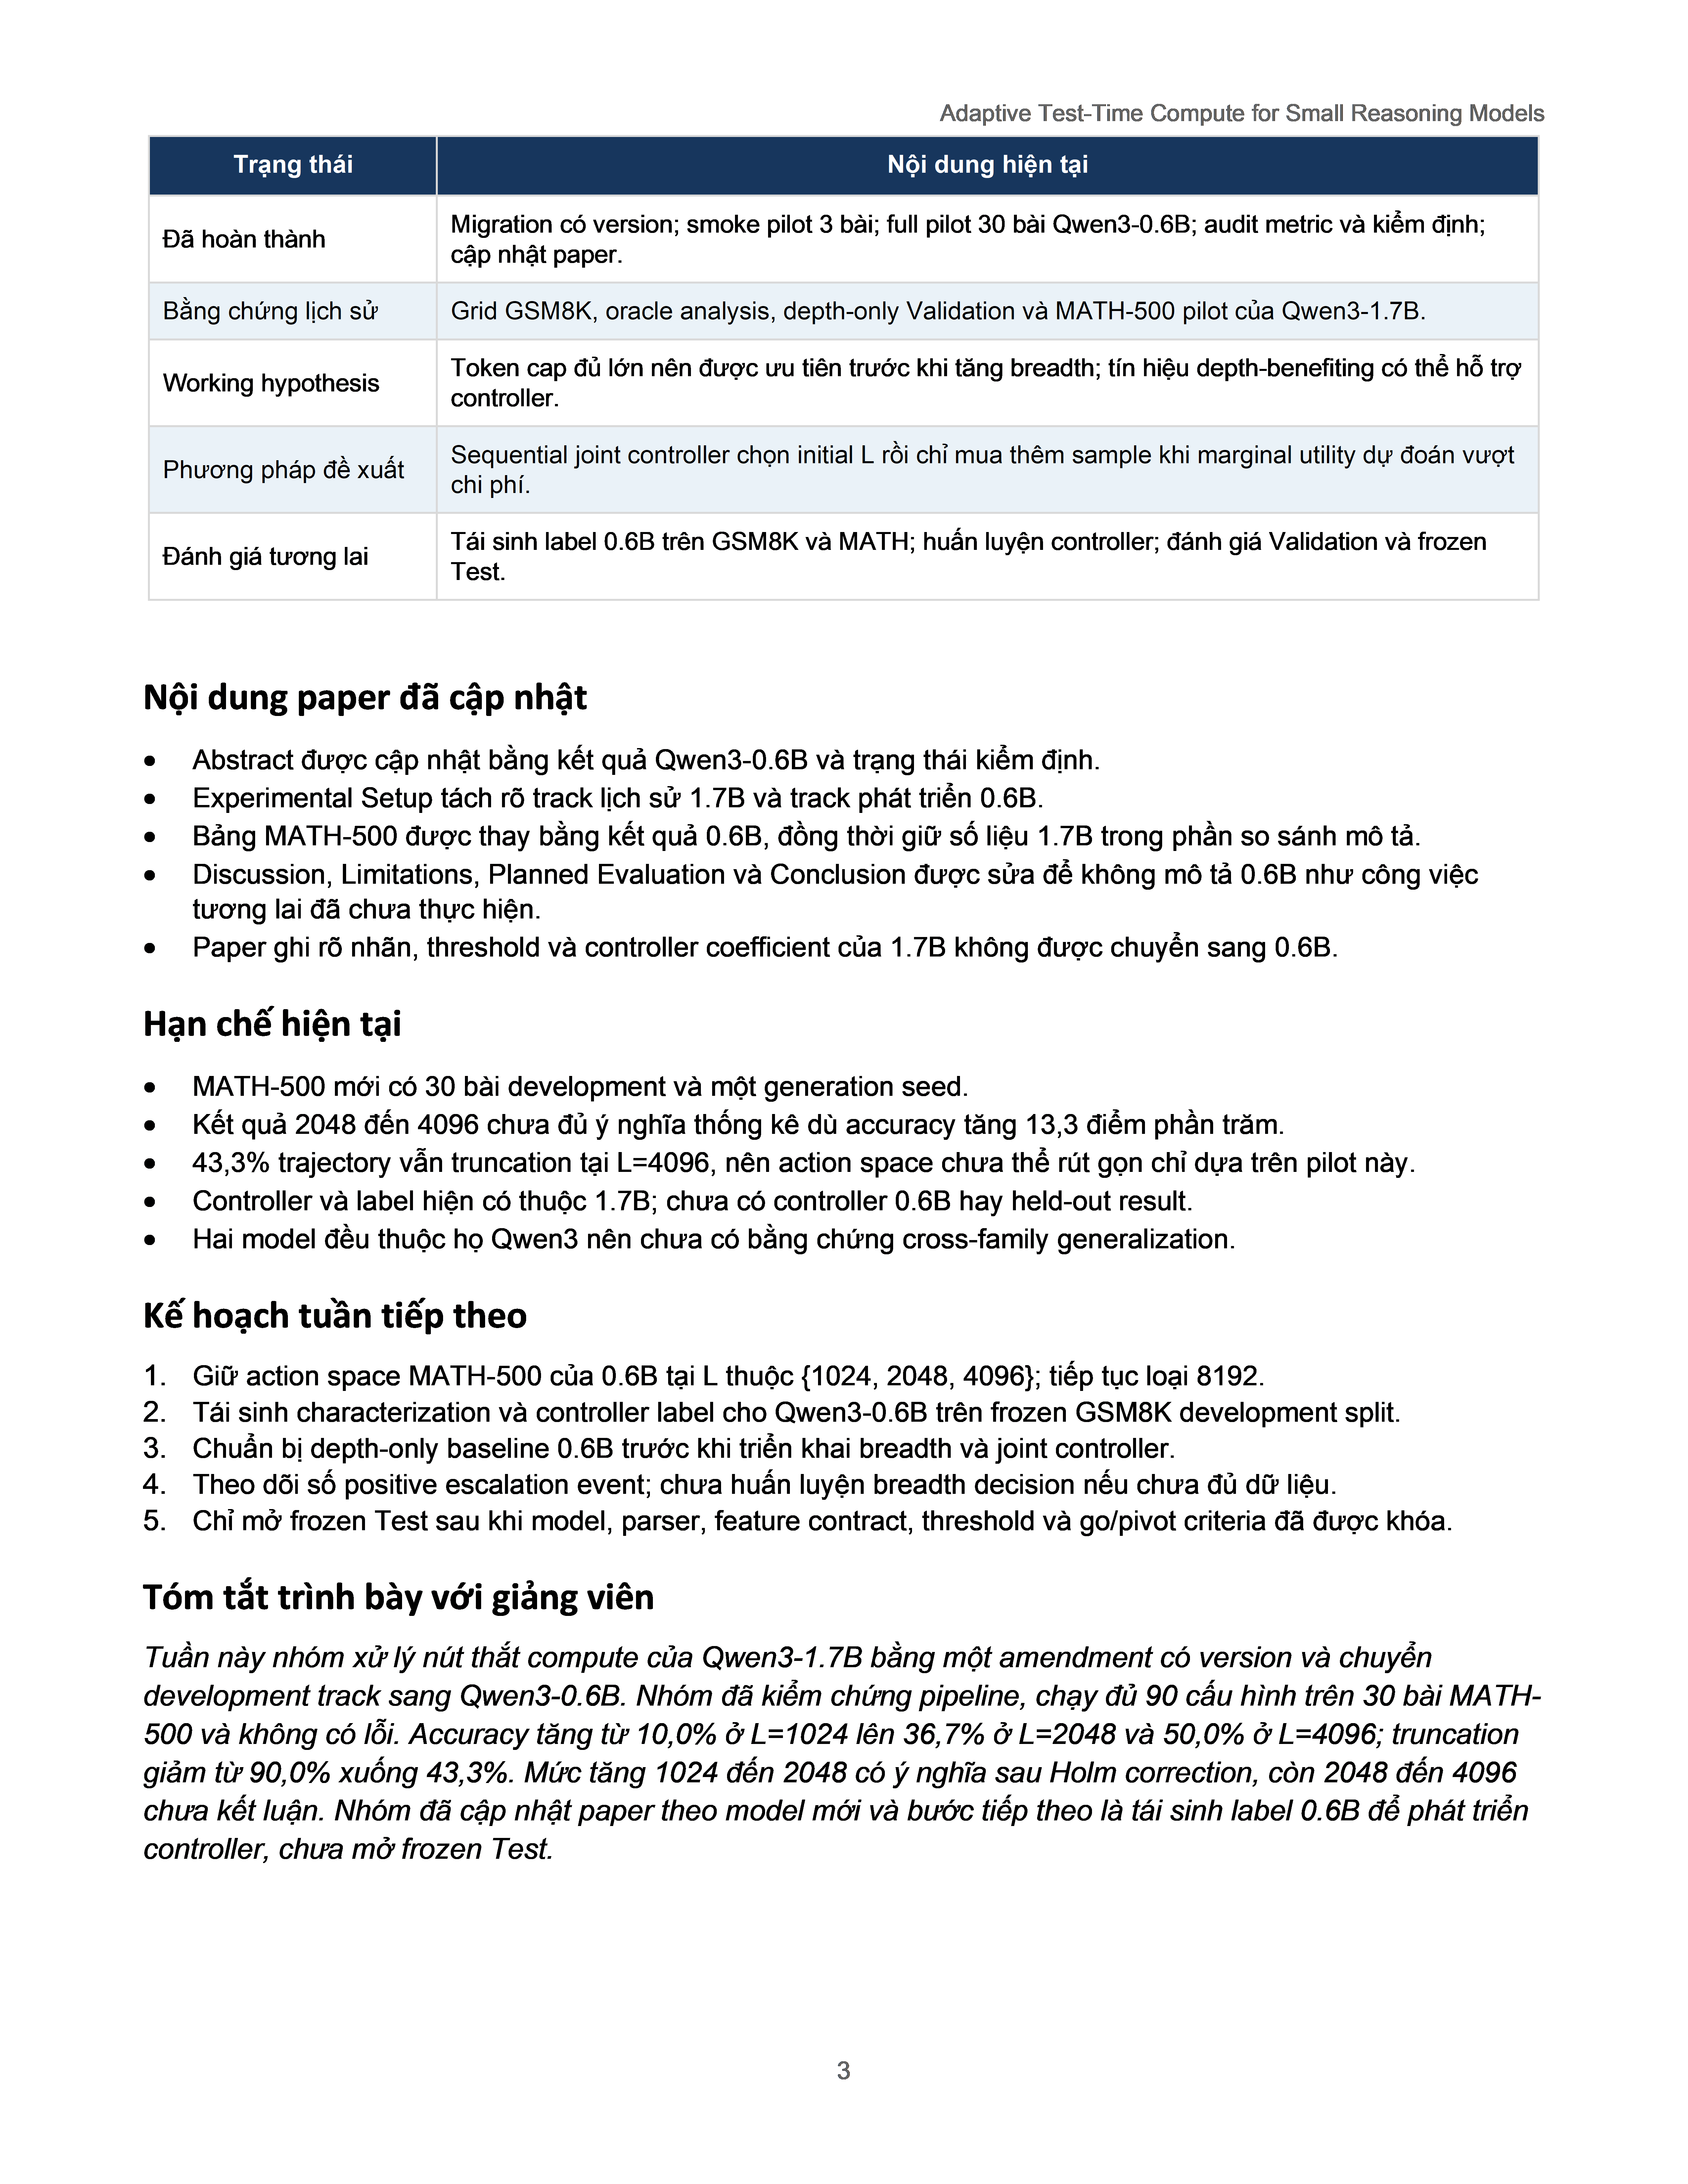 Adaptive Test-Time Compute for Small Reasoning Models
Trạng thái
Nội dung hiện tại
Đã hoàn thành
Migration có version; smoke pilot 3 bài; full pilot 30 bài Qwen3-0.6B; audit metric và kiểm định;
cập nhật paper.
Bằng chứng lịch sử
Grid GSM8K, oracle analysis, depth-only Validation và MATH-500 pilot của Qwen3-1.7B.
Working hypothesis
Token cap đủ lớn nên được ưu tiên trước khi tăng breadth; tín hiệu depth-benefiting có thể hỗ trợ
controller.
Phương pháp đề xuất
Sequential joint controller chọn initial L rồi chỉ mua thêm sample khi marginal utility dự đoán vượt
chi phí.
Đánh giá tương lai
Tái sinh label 0.6B trên GSM8K và MATH; huấn luyện controller; đánh giá Validation và frozen
Test.
Nội dung paper đã cập nhật
• Abstract được cập nhật bằng kết quả Qwen3-0.6B và trạng thái kiểm định.
• Experimental Setup tách rõ track lịch sử 1.7B và track phát triển 0.6B.
• Bảng MATH-500 được thay bằng kết quả 0.6B, đồng thời giữ số liệu 1.7B trong phần so sánh mô tả.
• Discussion, Limitations, Planned Evaluation và Conclusion được sửa để không mô tả 0.6B như công việc
tương lai đã chưa thực hiện.
• Paper ghi rõ nhãn, threshold và controller coefficient của 1.7B không được chuyển sang 0.6B.
Hạn chế hiện tại
• MATH-500 mới có 30 bài development và một generation seed.
• Kết quả 2048 đến 4096 chưa đủ ý nghĩa thống kê dù accuracy tăng 13,3 điểm phần trăm.
• 43,3% trajectory vẫn truncation tại L=4096, nên action space chưa thể rút gọn chỉ dựa trên pilot này.
• Controller và label hiện có thuộc 1.7B; chưa có controller 0.6B hay held-out result.
• Hai model đều thuộc họ Qwen3 nên chưa có bằng chứng cross-family generalization.
Kế hoạch tuần tiếp theo
1. Giữ action space MATH-500 của 0.6B tại L thuộc {1024, 2048, 4096}; tiếp tục loại 8192.
2. Tái sinh characterization và controller label cho Qwen3-0.6B trên frozen GSM8K development split.
3. Chuẩn bị depth-only baseline 0.6B trước khi triển khai breadth và joint controller.
4. Theo dõi số positive escalation event; chưa huấn luyện breadth decision nếu chưa đủ dữ liệu.
5. Chỉ mở frozen Test sau khi model, parser, feature contract, threshold và go/pivot criteria đã được khóa.
Tóm tắt trình bày với giảng viên
Tuần này nhóm xử lý nút thắt compute của Qwen3-1.7B bằng một amendment có version và chuyển
development track sang Qwen3-0.6B. Nhóm đã kiểm chứng pipeline, chạy đủ 90 cấu hình trên 30 bài MATH-
500 và không có lỗi. Accuracy tăng từ 10,0% ở L=1024 lên 36,7% ở L=2048 và 50,0% ở L=4096; truncation
giảm từ 90,0% xuống 43,3%. Mức tăng 1024 đến 2048 có ý nghĩa sau Holm correction, còn 2048 đến 4096
chưa kết luận. Nhóm đã cập nhật paper theo model mới và bước tiếp theo là tái sinh label 0.6B để phát triển
controller, chưa mở frozen Test.
3